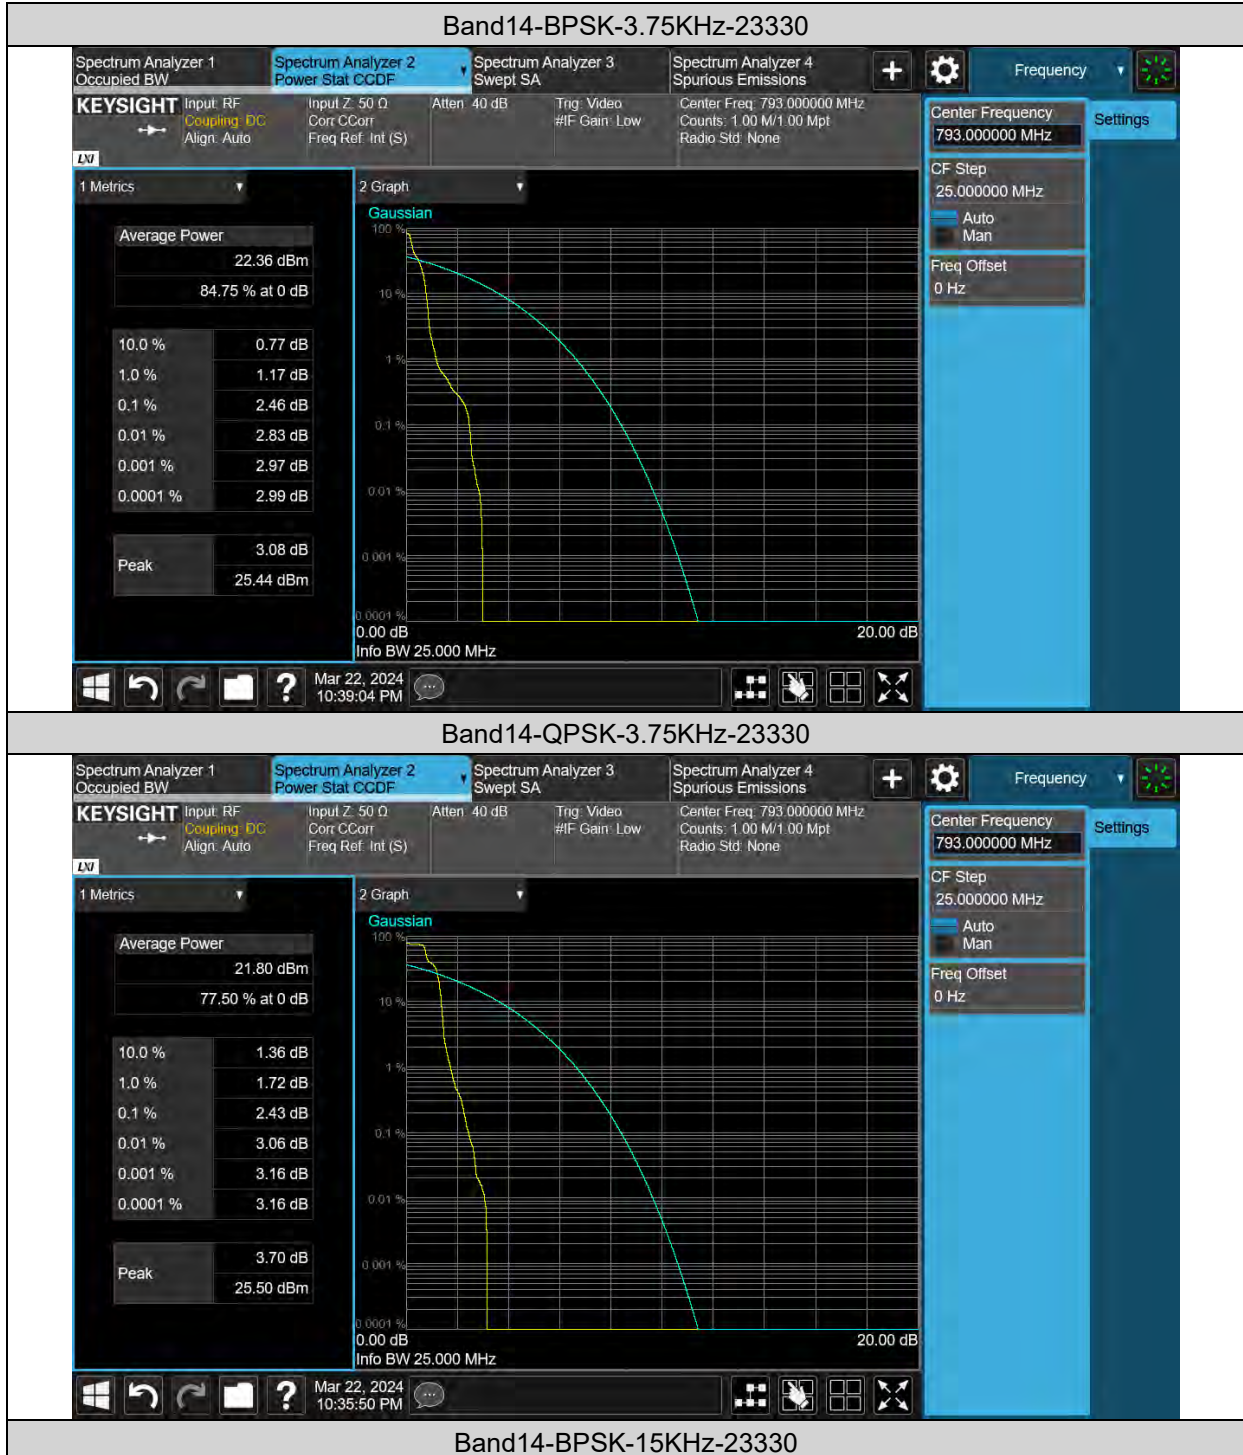 Band14-BPSK-3.75KHz-23330
Spectrum Analyzer 1
Occupied BW
Spectrum Analyzer 2
Power Stat CCDF
Spectrum Analyzer 3
Swept SA
Spectrum Analyzer 4
Spurious Emissions
+
Frequency
KEYSIGHT
LXI
Input: RF
Coupling: DC
Align: Auto
Input Z: 50 Ω
Corr CCorr
Freq Ref: Int (S)
Atten: 40 dB
Trig: Video
#IF Gain: Low
Center Freq: 793.000000 MHz
Counts: 1.00 M/1.00 Mpt
Radio Std: None
Center Frequency
793.000000 MHz
Settings
CF Step
25.000000 MHz
Auto
Man
Freq Offset
0 Hz
1 Metrics
Average Power
22.36 dBm
84.75 % at 0 dB
10.0 % 0.77 dB
1.0 % 1.17 dB
0.1 % 2.46 dB
0.01 % 2.83 dB
0.001 % 2.97 dB
0.0001 % 2.99 dB
Peak
3.08 dB
25.44 dBm
2 Graph
Gaussian
100 %
10 %
1 %
0.1 %
0.01 %
0.001 %
0.0001 %
0.00 dB 20.00 dB
Info BW 25.000 MHz
?
Mar 22, 2024
10:39:04 PM
Band14-QPSK-3.75KHz-23330
Spectrum Analyzer 1
Occupied BW
Spectrum Analyzer 2
Power Stat CCDF
Spectrum Analyzer 3
Swept SA
Spectrum Analyzer 4
Spurious Emissions
+
Frequency
KEYSIGHT
LXI
Input: RF
Coupling: DC
Align: Auto
Input Z: 50 Ω
Corr CCorr
Freq Ref: Int (S)
Atten: 40 dB
Trig: Video
#IF Gain: Low
Center Freq: 793.000000 MHz
Counts: 1.00 M/1.00 Mpt
Radio Std: None
Center Frequency
793.000000 MHz
Settings
CF Step
25.000000 MHz
Auto
Man
Freq Offset
0 Hz
1 Metrics
Average Power
21.80 dBm
77.50 % at 0 dB
10.0 % 1.36 dB
1.0 % 1.72 dB
0.1 % 2.43 dB
0.01 % 3.06 dB
0.001 % 3.16 dB
0.0001 % 3.16 dB
Peak
3.70 dB
25.50 dBm
2 Graph
Gaussian
100 %
10 %
1 %
0.1 %
0.01 %
0.001 %
0.0001 %
0.00 dB 20.00 dB
Info BW 25.000 MHz
?
Mar 22, 2024
10:35:50 PM
Band14-BPSK-15KHz-23330